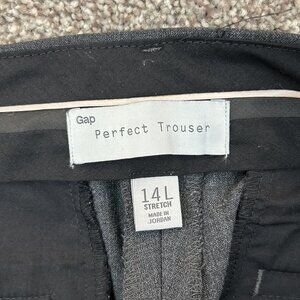 Gap
Perfect Trouser
14L
STRETCH
MADE IN
JORDAN